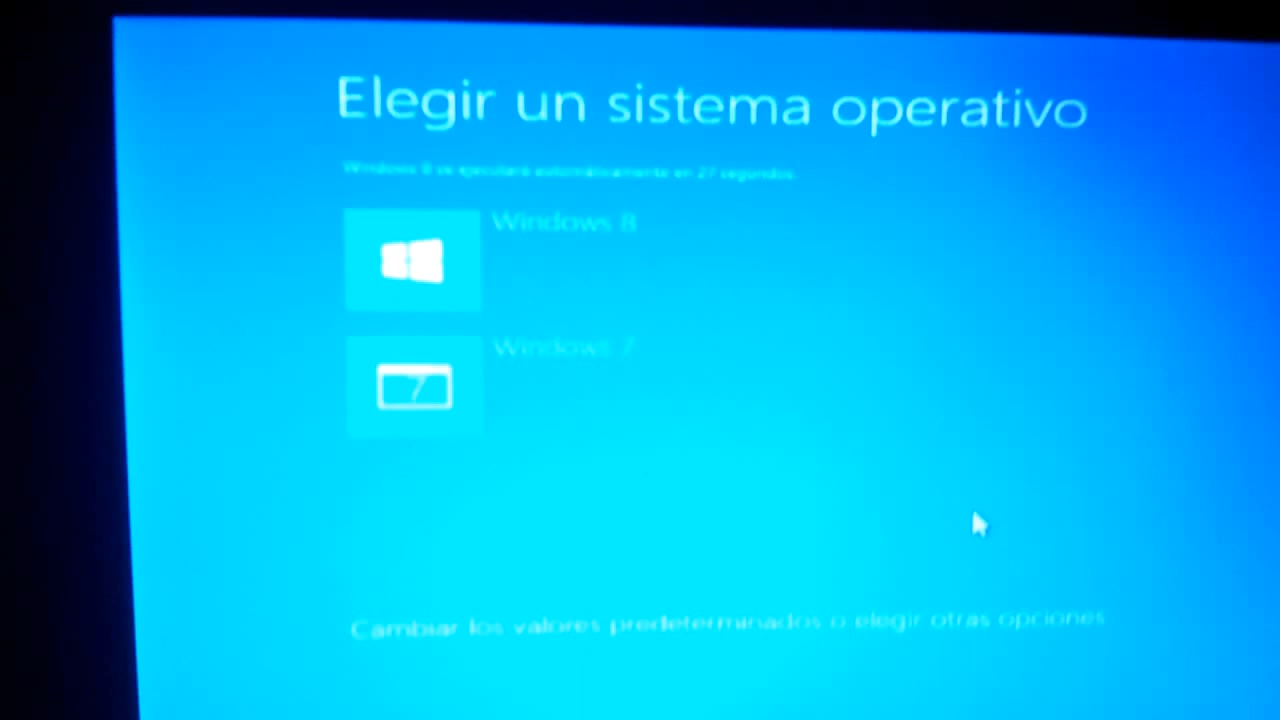 Elegir un sistema operativo
Windows 8 se ejecutará automáticamente en 27 segundos.
Windows 8
Windows 7
7
Cambiar los valores predeterminados o elegir otras opciones